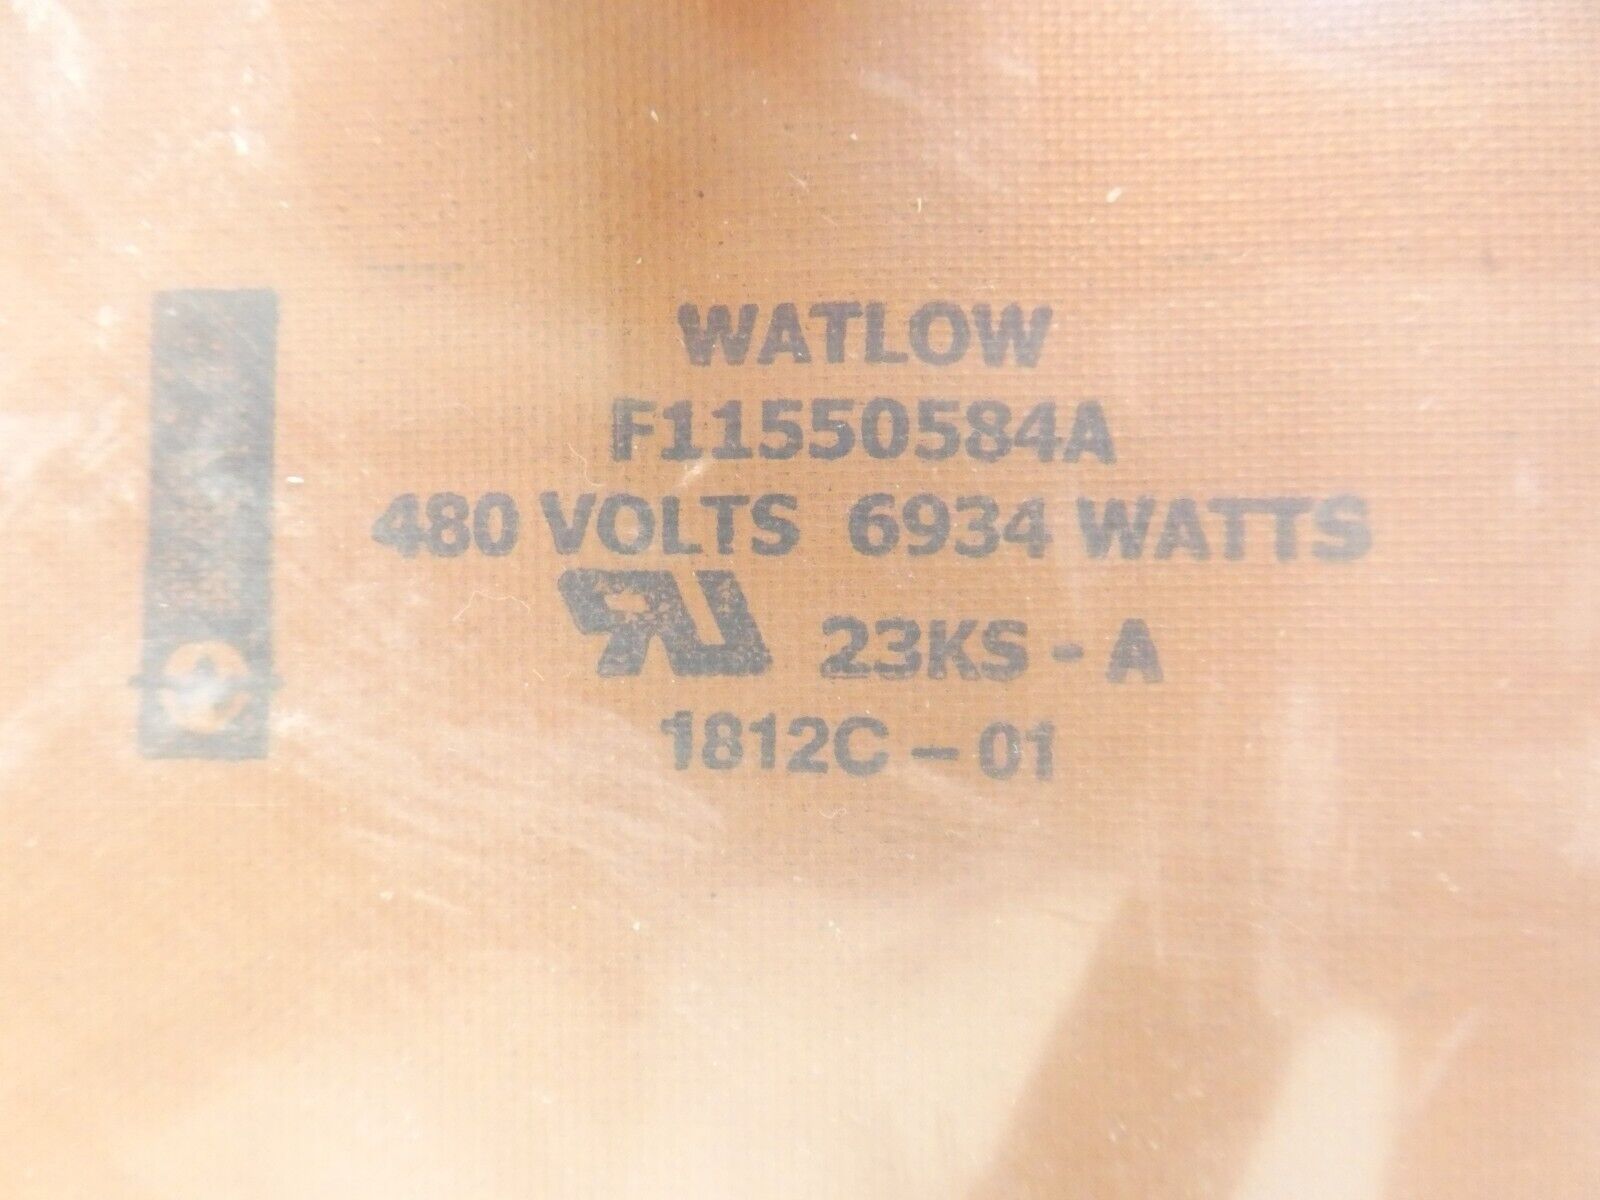 WATLOW
F11550584A
480 VOLTS 6934 WATTS
23KS - A
1812C - 01